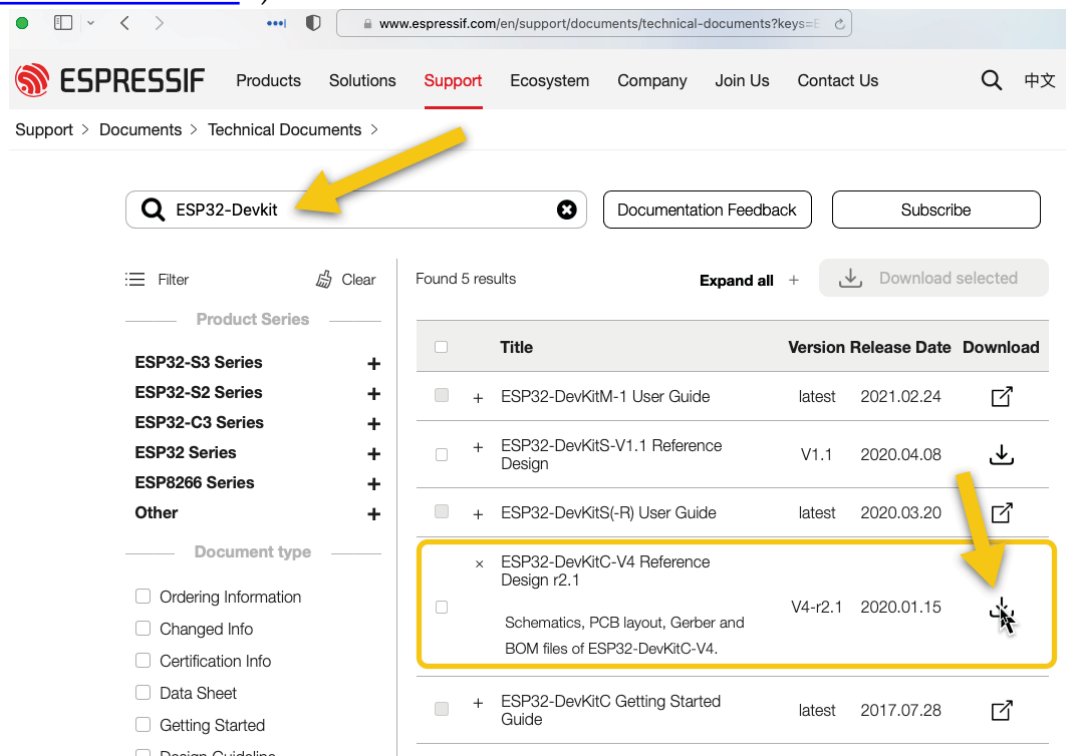 www.espressif.com/en/support/documents/technical-documents?keys=E
ESPRESSIF Products Solutions Support Ecosystem Company Join Us Contact Us 中文
Support > Documents > Technical Documents >
ESP32-Devkit Documentation Feedback Subscribe
Filter Clear Found 5 results Expand all + Download selected
Product Series
Title Version Release Date Download
ESP32-S3 Series +
ESP32-S2 Series +
ESP32-C3 Series +
ESP32 Series +
ESP8266 Series +
Other +
+ ESP32-DevKitM-1 User Guide latest 2021.02.24
+ ESP32-DevKitS-V1.1 Reference
Design V1.1 2020.04.08
+ ESP32-DevKitS(-R) User Guide latest 2020.03.20
× ESP32-DevKitC-V4 Reference
Design r2.1
Schematics, PCB layout, Gerber and
BOM files of ESP32-DevKitC-V4.
V4-r2.1 2020.01.15
+ ESP32-DevKitC Getting Started
Guide latest 2017.07.28
Document type
Ordering Information
Changed Info
Certification Info
Data Sheet
Getting Started
Design Guideline